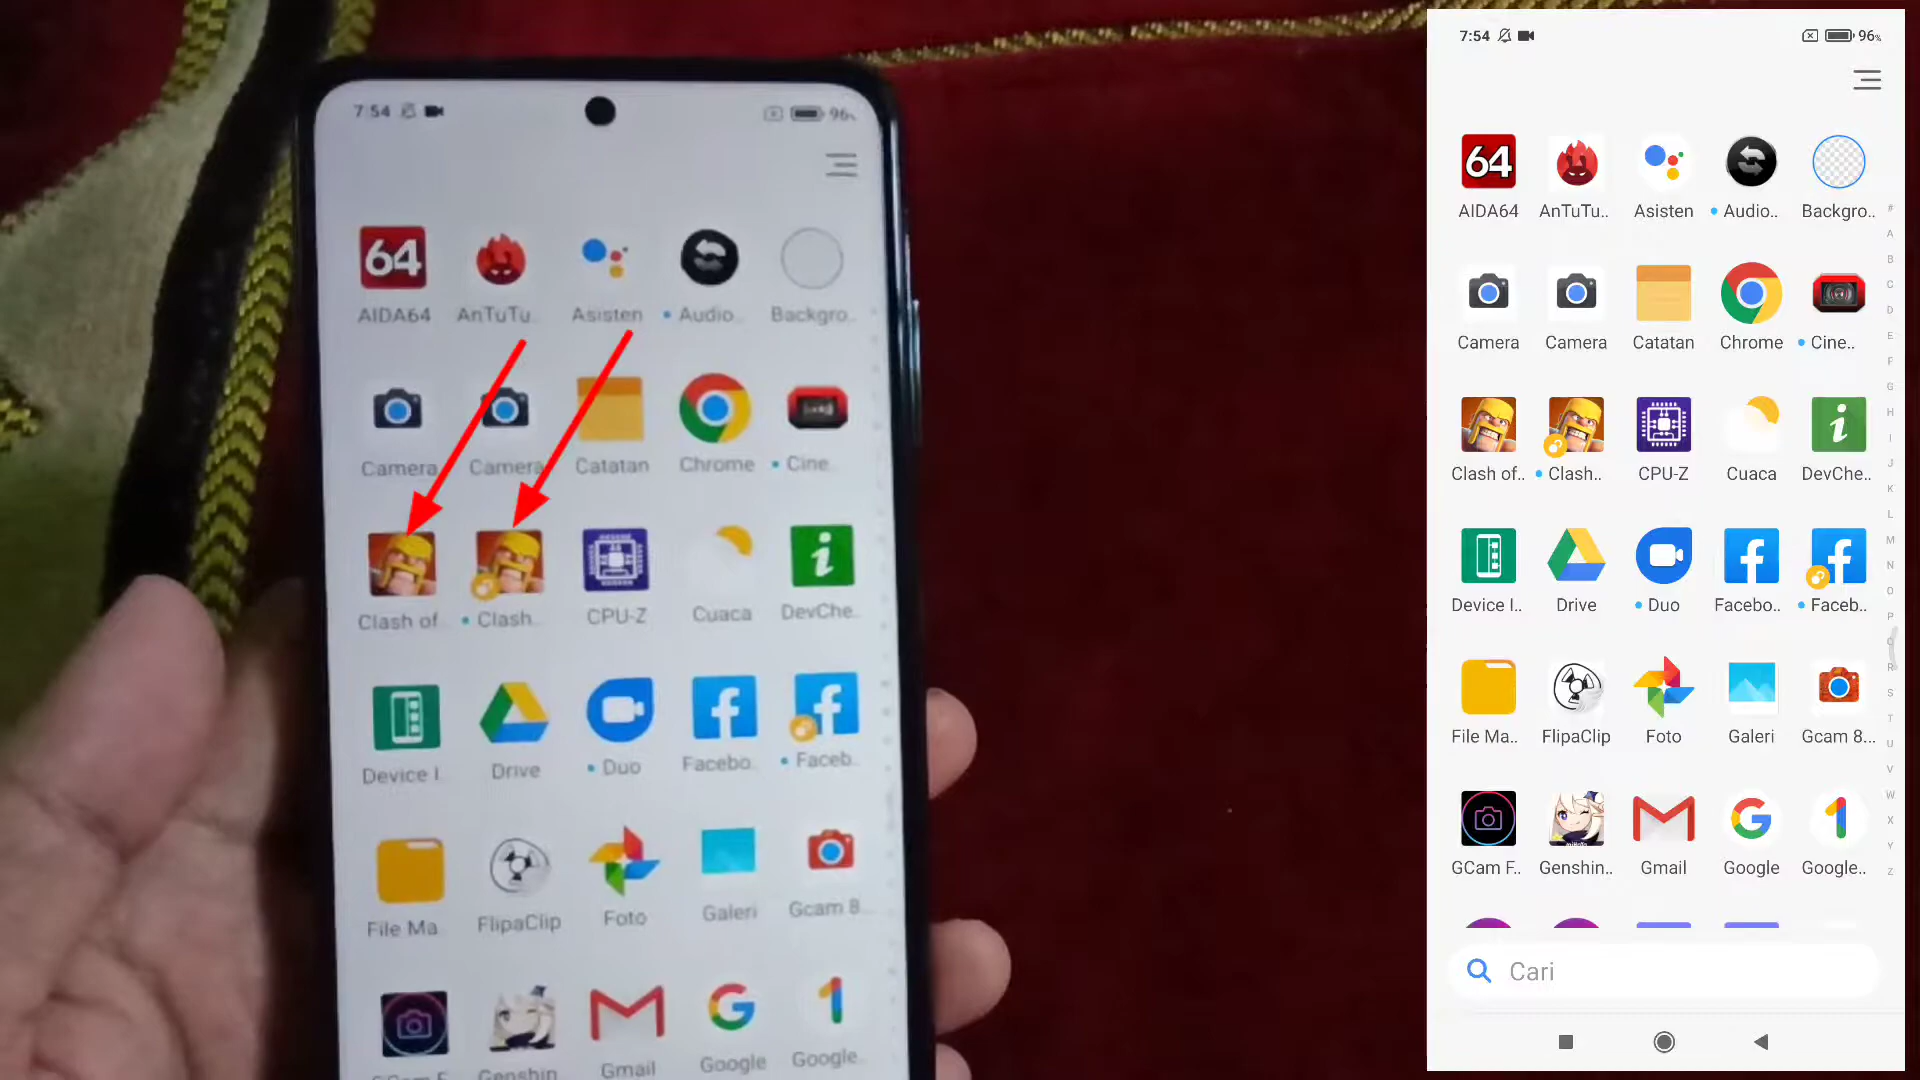 7:54
96%
64
AIDA64 AnTuTu.. Asisten Audio.. Backgro..
Camera Camera Catatan Chrome Cine..
Clash of.. Clash.. CPU-Z Cuaca DevChe..
Device I.. Drive Duo Facebo.. Faceb..
File Ma.. FlipaClip Foto Galeri Gcam 8..
Genshin Gmail Google Google..
7:54
96%
64
AIDA64 AnTuTu.. Asisten Audio.. Backgro..
Camera Camera Catatan Chrome Cine..
Clash of.. Clash.. CPU-Z Cuaca DevChe..
Device I.. Drive Duo Facebo.. Faceb..
File Ma.. FlipaClip Foto Galeri Gcam 8...
GCam F.. Genshin.. Gmail Google Google..
#
A
B
C
D
E
F
G
H
I
J
K
L
M
N
O
P
Q
R
S
T
U
V
W
X
Y
Z
Cari